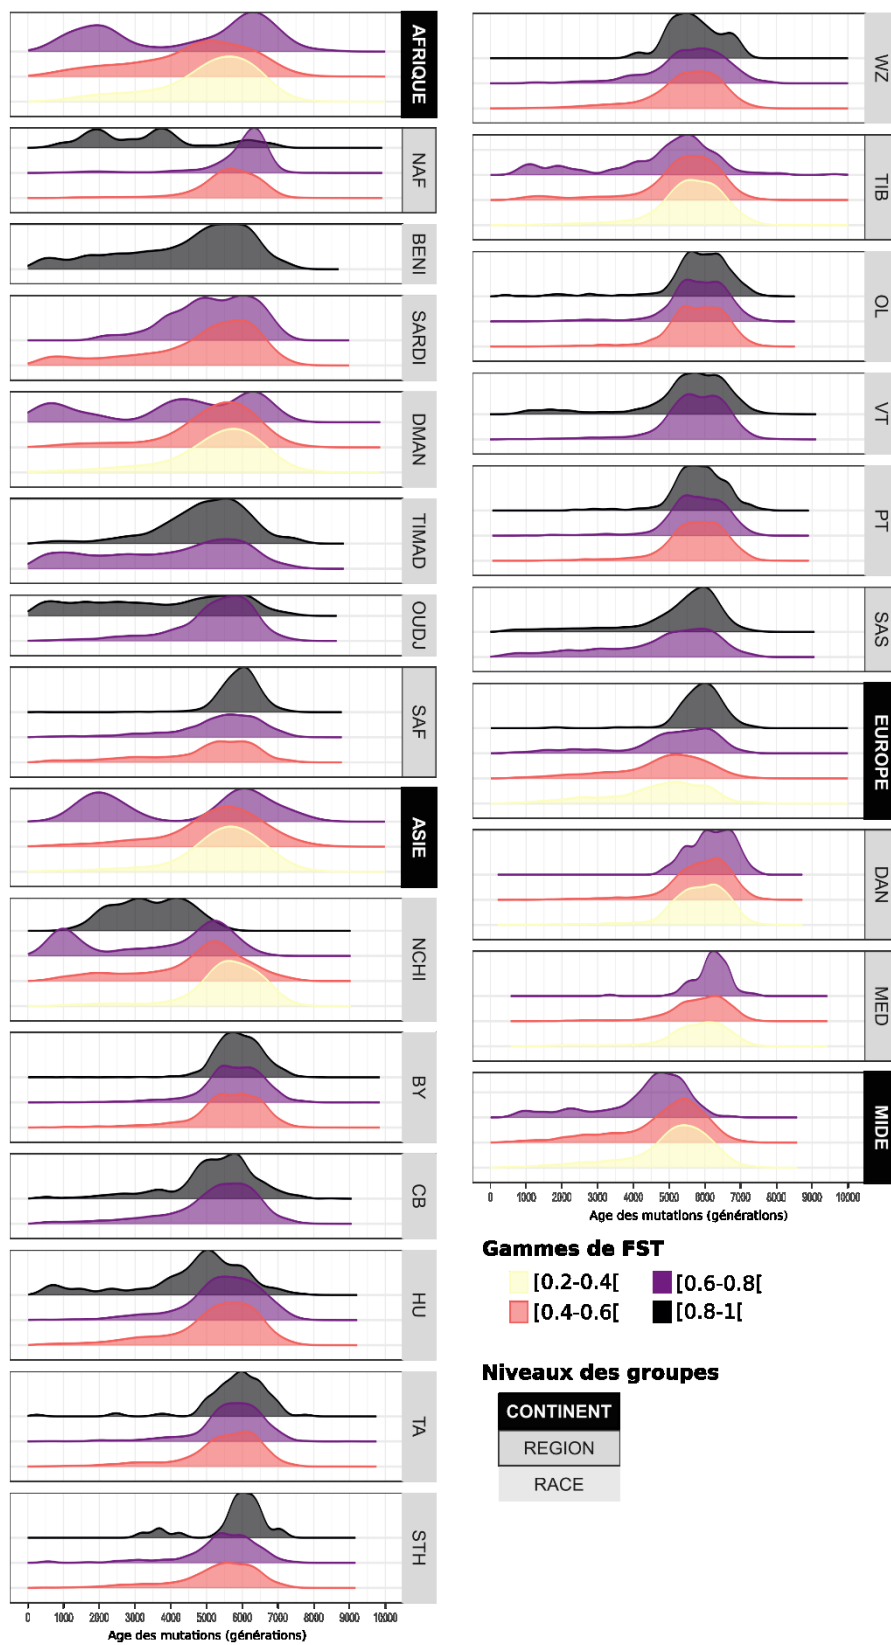 AFRIQUE
NAF
BENI
SARDI
DMAN
TIMAD
OUDJ
SAF
ASIE
NCHI
BY
CB
HU
TA
STH
0 1000 2000 3000 4000 5000 6000 7000 8000 9000 10000
Age des mutations (générations)
WZ
TIB
OL
VT
PT
SAS
EUROPE
DAN
MED
MIDE
0 1000 2000 3000 4000 5000 6000 7000 8000 9000 10000
Age des mutations (générations)
Gammes de FST
[0.2-0.4[ [0.6-0.8[
[0.4-0.6[ [0.8-1[
Niveaux des groupes
CONTINENT
REGION
RACE